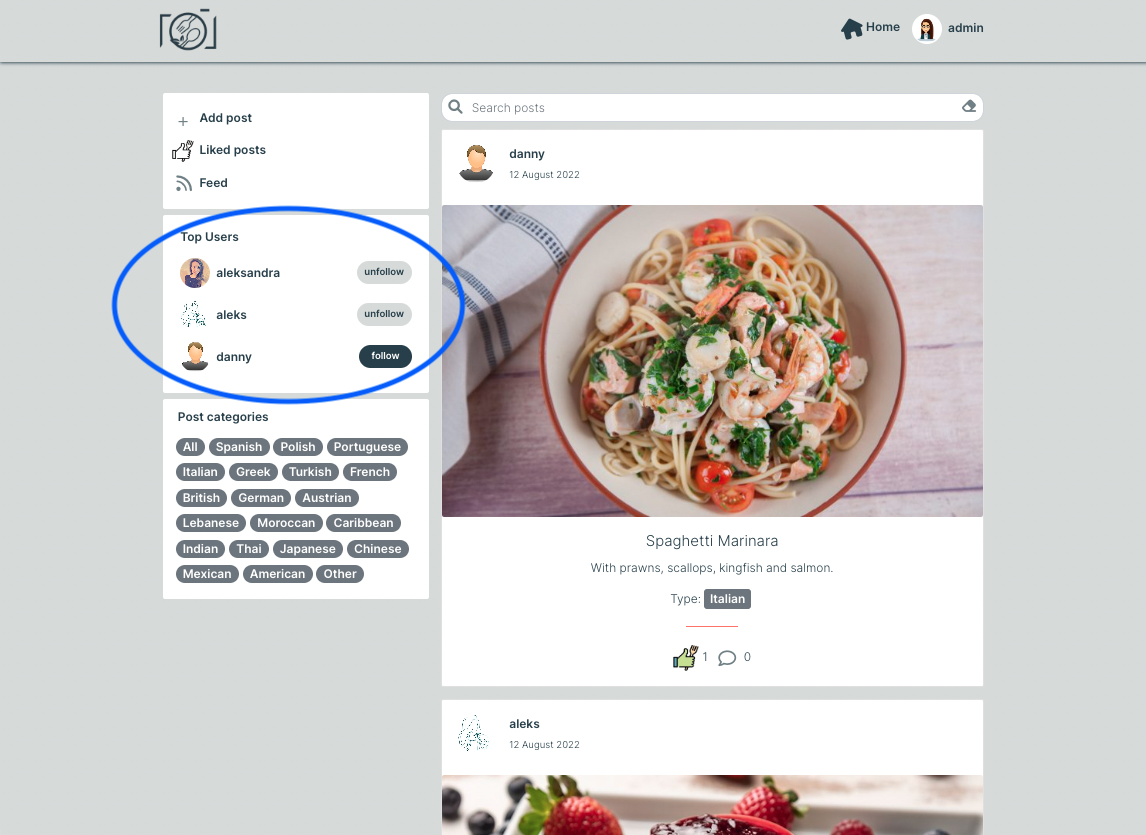 Home admin
Add post
Liked posts
Feed
Top Users
aleksandra unfollow
aleks unfollow
danny follow
Post categories
All Spanish Polish Portuguese
Italian Greek Turkish French
British German Austrian
Lebanese Moroccan Caribbean
Indian Thai Japanese Chinese
Mexican American Other
Search posts
danny
12 August 2022
Spaghetti Marinara
With prawns, scallops, kingfish and salmon.
Type: Italian
1 0
aleks
12 August 2022